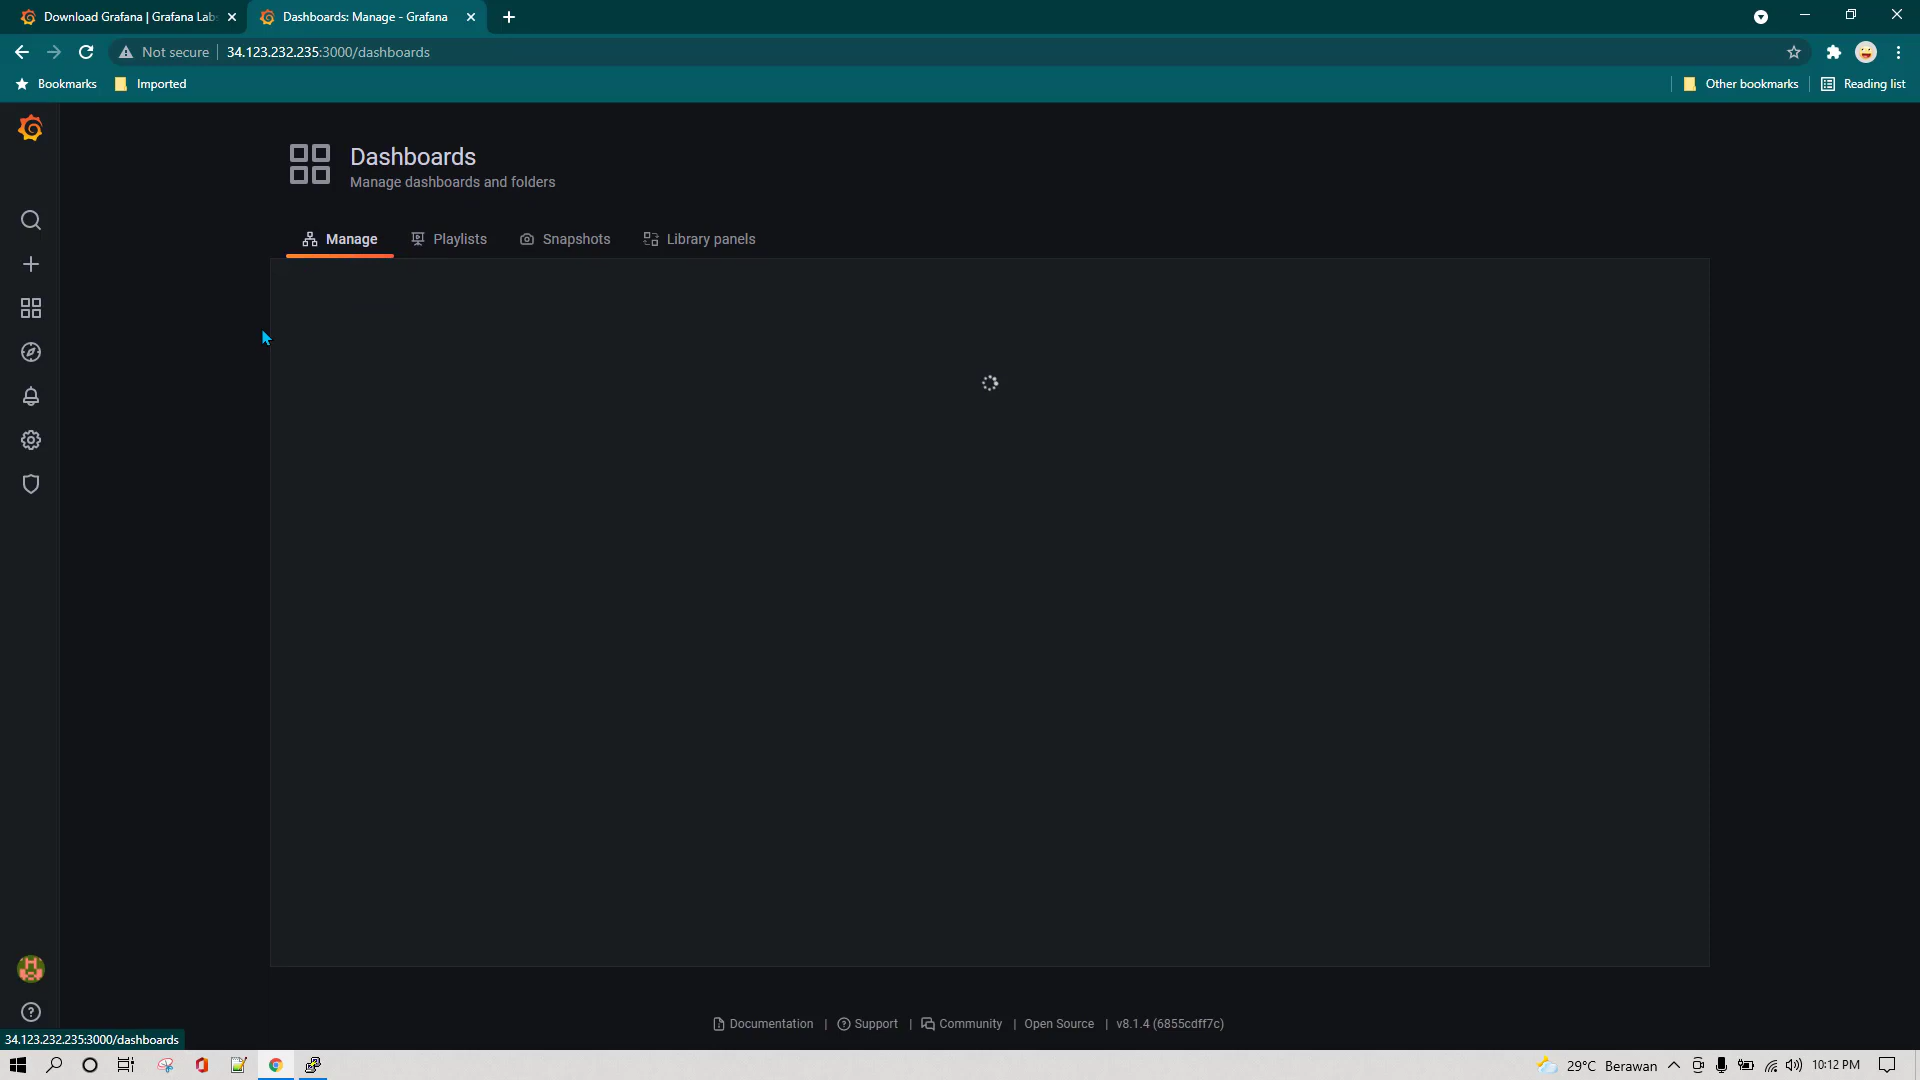 Download Grafana | Grafana Lab
Dashboards: Manage - Grafana
Not secure
34.123.232.235:3000/dashboards
Bookmarks
Imported
Other bookmarks
Reading list
Dashboards
Manage dashboards and folders
Manage
Playlists
Snapshots
Library panels
Documentation | Support | Community | Open Source | v8.1.4 (6855cdff7c)
34.123.232.235:3000/dashboards
29°C Berawan
10:12 PM